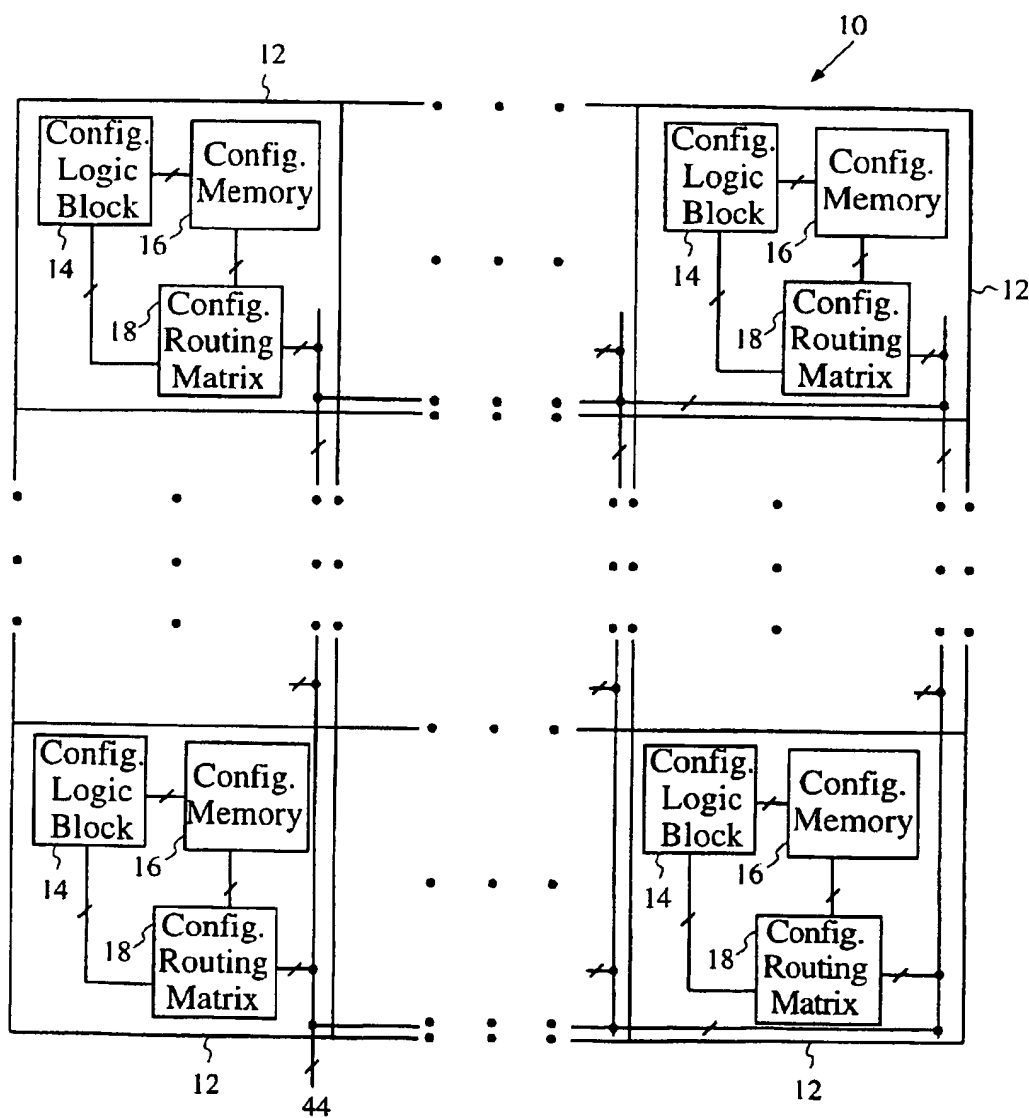 10
12
Config.
Logic
Block
Config.
Memory
14
16
18
Config.
Routing
Matrix
Config.
Logic
Block
Config.
Memory
14
16
12
18
Config.
Routing
Matrix
Config.
Logic
Block
Config.
Memory
14
16
18
Config.
Routing
Matrix
12
44
Config.
Logic
Block
Config.
Memory
14
16
18
Config.
Routing
Matrix
12